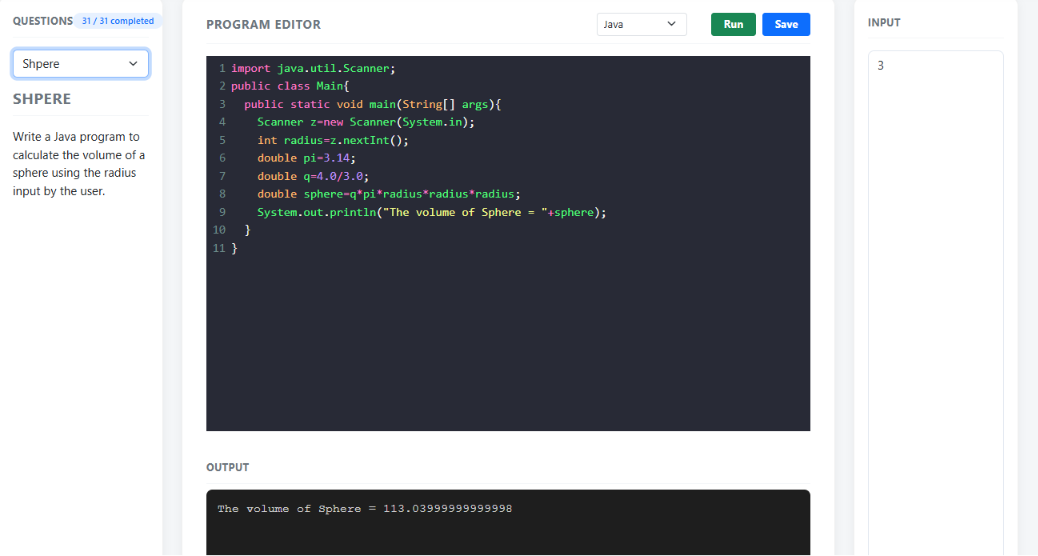 QUESTIONS 31 / 31 completed
Shpere
SHPERE
Write a Java program to
calculate the volume of a
sphere using the radius
input by the user.
PROGRAM EDITOR
Java
Run
Save
1 import java.util.Scanner;
2 public class Main{
3 public static void main(String[] args){
4 Scanner z=new Scanner(System.in);
5 int radius=z.nextInt();
6 double pi=3.14;
7 double q=4.0/3.0;
8 double sphere=q*pi*radius*radius*radius;
9 System.out.println("The volume of Sphere = "+sphere);
10 }
11 }
OUTPUT
The volume of Sphere = 113.03999999999998
INPUT
3